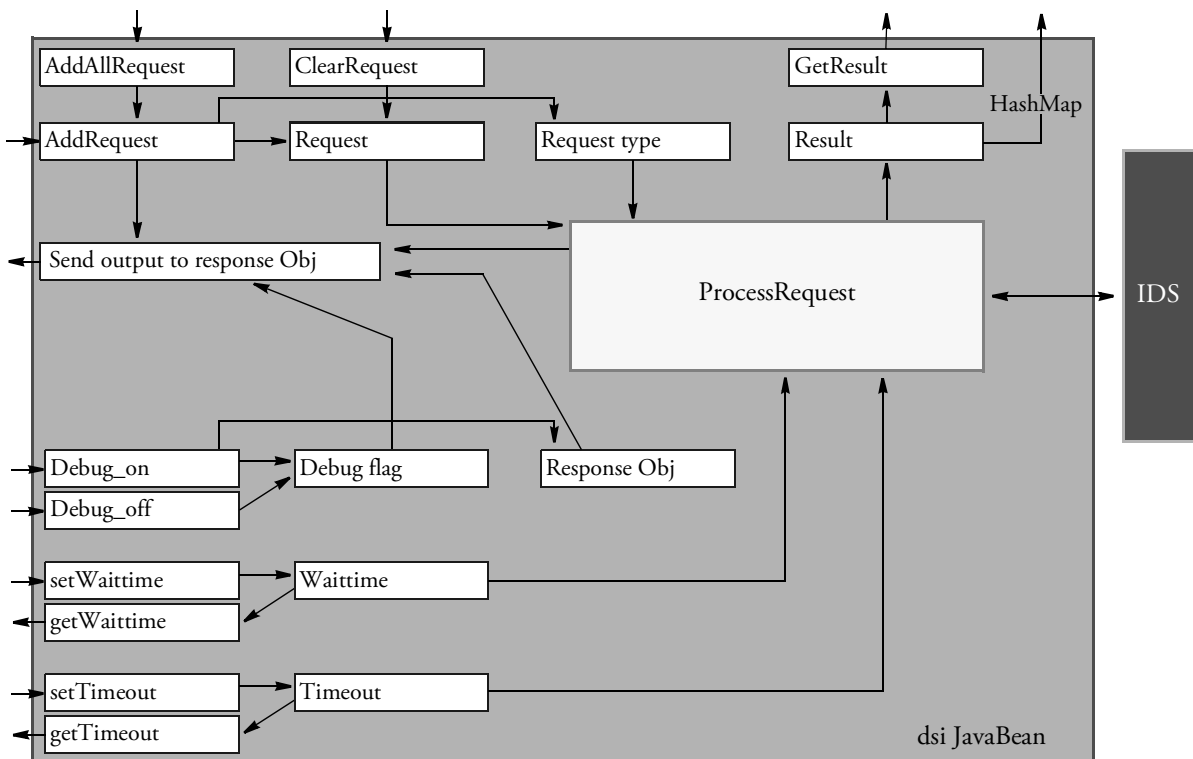 AddAllRequest
ClearRequest
GetResult
HashMap
AddRequest
Request
Request type
Result
Send output to response Obj
ProcessRequest
IDS
Debug_on
Debug flag
Response Obj
Debug_off
setWaittime
Waittime
getWaittime
setTimeout
Timeout
getTimeout
dsi JavaBean